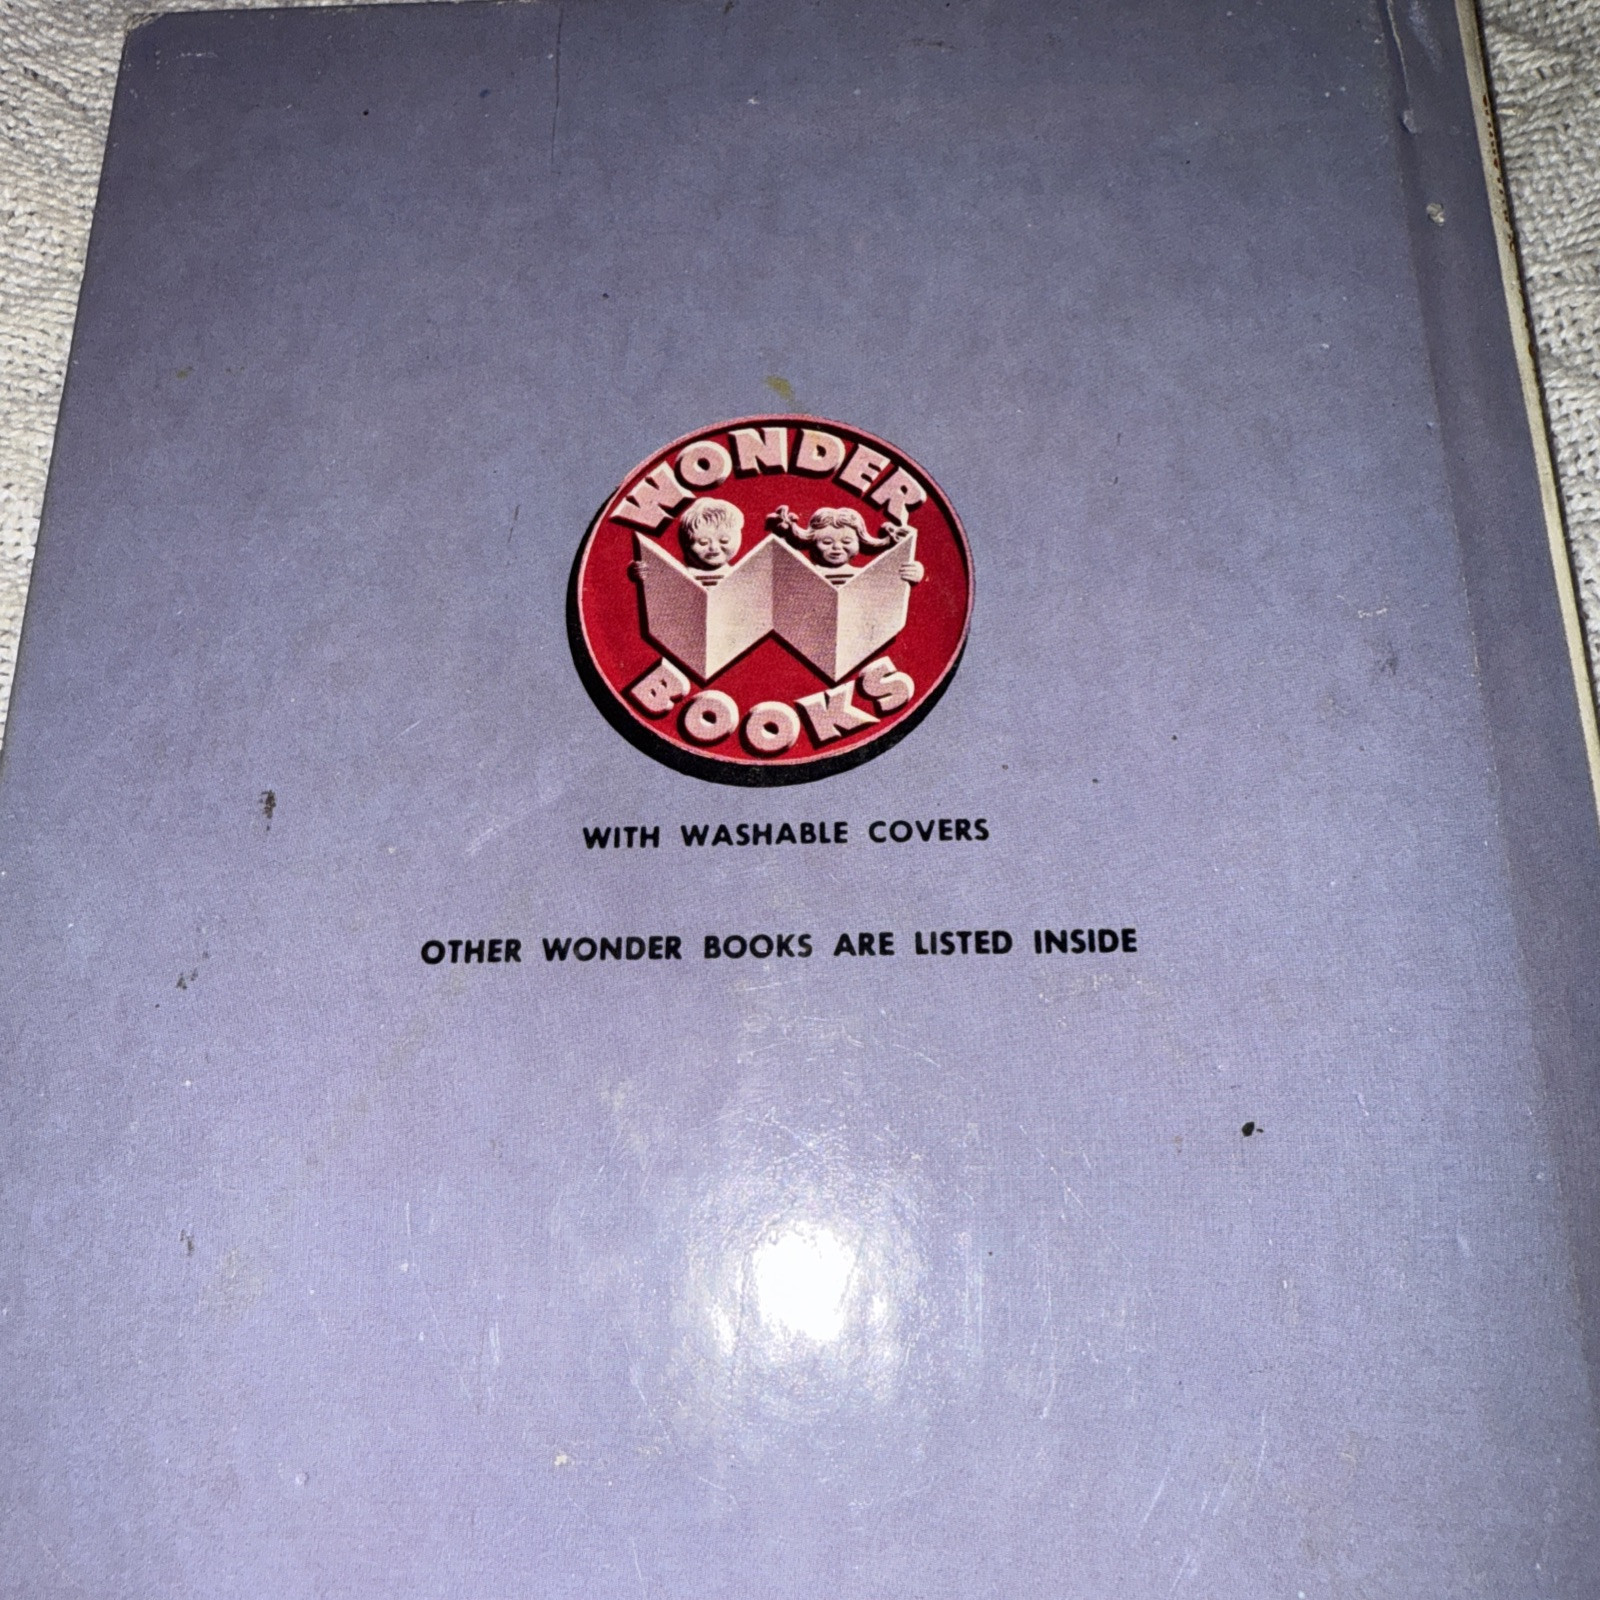 WONDER
BOOKS
WITH WASHABLE COVERS
OTHER WONDER BOOKS ARE LISTED INSIDE